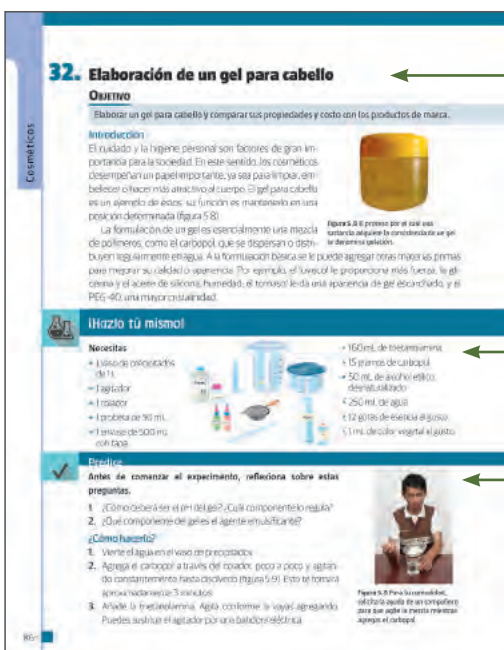 Cosméticos
32. Elaboración de un gel para cabello
OBJETIVO
Elaborar un gel para cabello y comparar sus propiedades y costo con los productos de marca.
Introducción
El cuidado y la higiene personal son factores de gran im-
portancia para la sociedad. En este sentido, los cosméticos
desempeñan un papel importante, ya sea para limpiar, em-
bellecer o hacer más atractivo al cuerpo. El gel para cabello
es un ejemplo de éstos, su función es mantenerlo en una
posición determinada (figura 5.8).
La formulación de un gel es esencialmente una mezcla
de polímeros, como el carbopol, que se dispersan o distri-
buyen regularmente en agua. A la formulación básica se le puede agregar otras materias primas
para mejorar su calidad o apariencia. Por ejemplo, el luviscol le proporciona más fuerza, la gli-
cerina y el aceite de silicona, humedad, el tornasol le da una apariencia de gel escarchado, y el
PEG-40, una mayor cristalinidad.
Figura 5.8 El proceso por el cual una
sustancia adquiere la consistencia de un gel
se denomina gelación.
¡Hazlo tú mismo!
Necesitas
1 vaso de precipitados
de 1 L
1 agitador
1 colador
1 probeta de 50 mL
1 envase de 500 mL
con tapa
160 mL de trietanolamina
15 gramos de carbopol
50 mL de alcohol etílico
desnaturalizado
250 mL de agua
12 gotas de esencia al gusto
1 mL de color vegetal al gusto
Predice
Antes de comenzar el experimento, reflexiona sobre estas
preguntas.
1. ¿Cómo deberá ser el pH del gel? ¿Cuál componente lo regula?
2. ¿Qué componente del gel es el agente emulsificante?
¿Cómo hacerlo?
1. Vierte el agua en el vaso de precipitados.
2. Agrega el carbopol a través del colador, poco a poco y agitan-
do constantemente hasta disolverlo (figura 5.9). Esto te tomará
aproximadamente 3 minutos.
3. Añade la trietanolamina. Agita conforme la vayas agregando.
Puedes sustituir el agitador por una batidora eléctrica.
Figura 5.9 Para tu comodidad,
solicita la ayuda de un compañero
para que agite la mezcla mientras
agregas el carbopol.